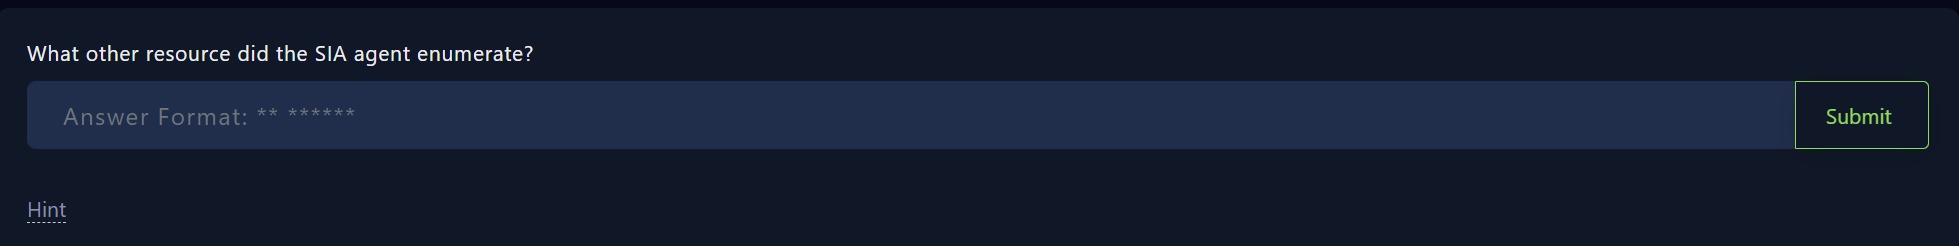 What other resource did the SIA agent enumerate?
Answer Format: ** ******
Submit
Hint